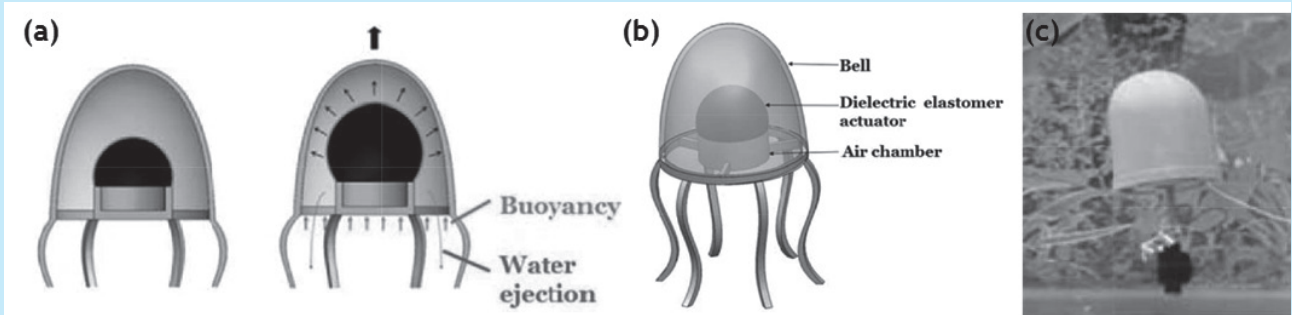 (a)
Buoyancy
Water
ejection
(b)
Bell
Dielectric elastomer
actuator
Air chamber
(c)